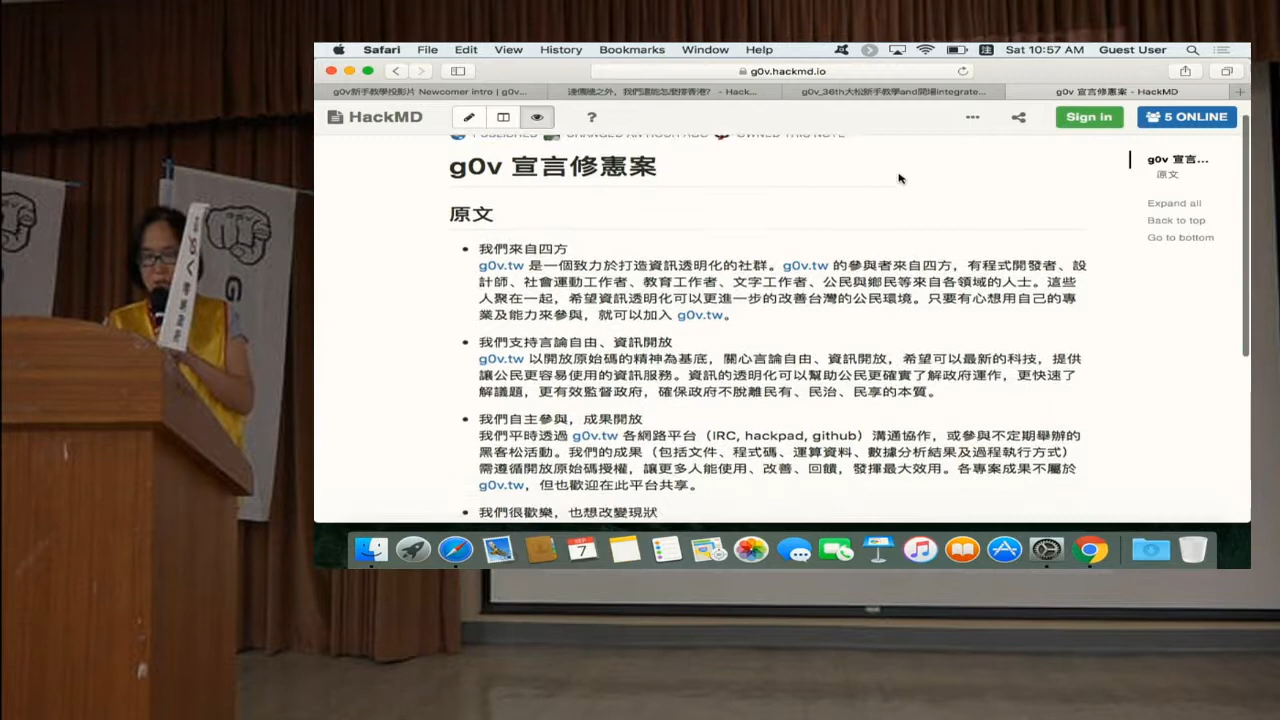 Safari File Edit View History Bookmarks Window Help Sat 10:57 AM Guest User
g0v.hackmd.io
g0v新手教學投影片 Newcomer intro | g0v...
連儂牆之外，我們還能怎麼撐香港？ - Hack...
g0v_36th大松新手教學and開場integrate...
g0v 宣言修憲案 - HackMD
HackMD
Sign in
5 ONLINE
g0v 宣言修憲案
原文
我們來自四方
g0v.tw 是一個致力於打造資訊透明化的社群。g0v.tw 的參與者來自四方，有程式開發者、設
計師、社會運動工作者、教育工作者、文字工作者、公民與鄉民等來自各領域的人士。這些
人聚在一起，希望資訊透明化可以更進一步的改善台灣的公民環境。只要有心想用自己的專
業及能力來參與，就可以加入 g0v.tw。
我們支持言論自由、資訊開放
g0v.tw 以開放原始碼的精神為基底，關心言論自由、資訊開放，希望可以最新的科技，提供
讓公民更容易使用的資訊服務。資訊的透明化可以幫助公民更確實了解政府運作，更快速了
解議題，更有效監督政府，確保政府不脫離民有、民治、民享的本質。
我們自主參與，成果開放
我們平時透過 g0v.tw 各網路平台（IRC, hackpad, github）溝通協作，或參與不定期舉辦的
黑客松活動。我們的成果（包括文件、程式碼、運算資料、數據分析結果及過程執行方式）
需遵循開放原始碼授權，讓更多人能使用、改善、回饋，發揮最大效用。各專案成果不屬於
g0v.tw，但也歡迎在此平台共享。
我們很歡樂，也想改變現狀
g0v 宣言...
原文
Expand all
Back to top
Go to bottom
SEP
7
G